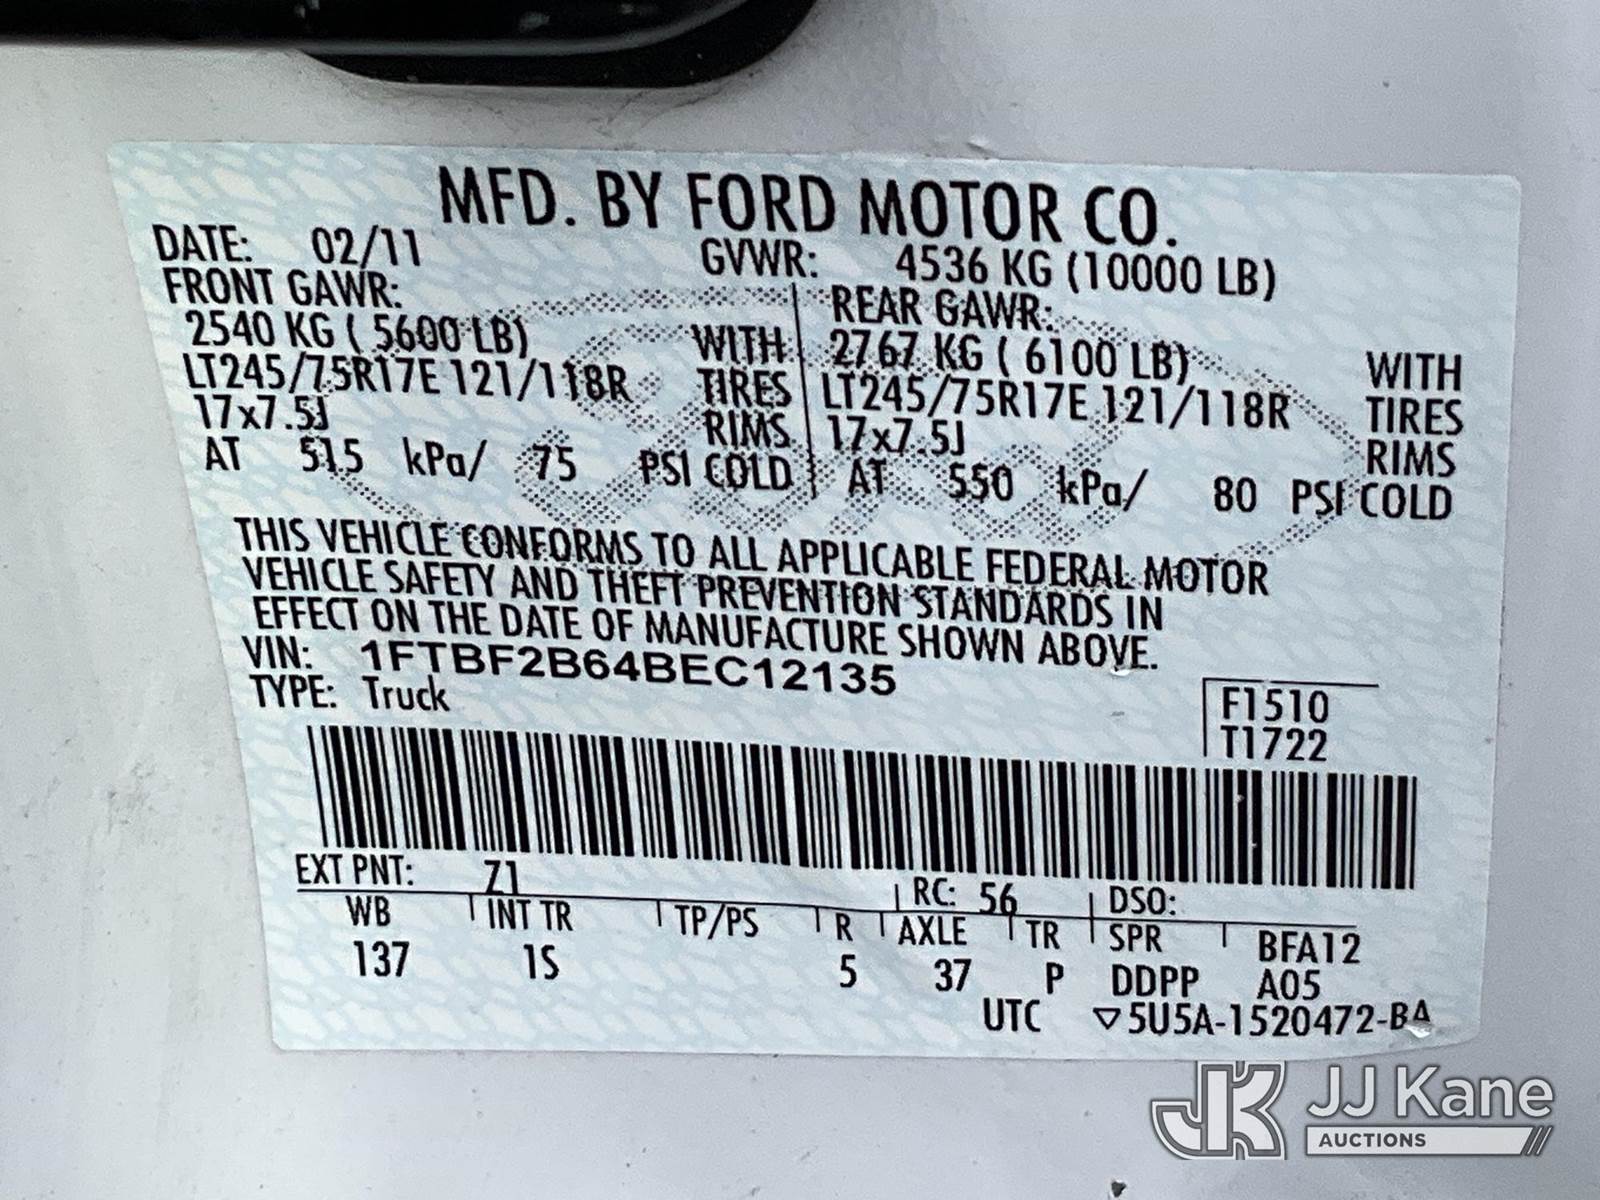 MFD. BY FORD MOTOR CO.
DATE: 02/11 GVWR: 4536 KG (10000 LB)
FRONT GAWR: REAR GAWR:
2540 KG ( 5600 LB) WITH 2767 KG ( 6100 LB) WITH
LT245/75R17E 121/118R TIRES LT245/75R17E 121/118R TIRES
17x7.5J RIMS 17x7.5J RIMS
AT 515 kPa/ 75 PSI COLD AT 550 kPa/ 80 PSI COLD
THIS VEHICLE CONFORMS TO ALL APPLICABLE FEDERAL MOTOR
VEHICLE SAFETY AND THEFT PREVENTION STANDARDS IN
EFFECT ON THE DATE OF MANUFACTURE SHOWN ABOVE.
VIN: 1FTBF2B64BEC12135
TYPE: Truck
F1510
T1722
EXT PNT: Z1 RC: 56 DSO:
WB INT TR TP/PS R AXLE TR SPR BFA12
137 1S 5 37 P DDPP A05
UTC ▽5U5A-1520472-BA
JK JJ Kane
AUCTIONS